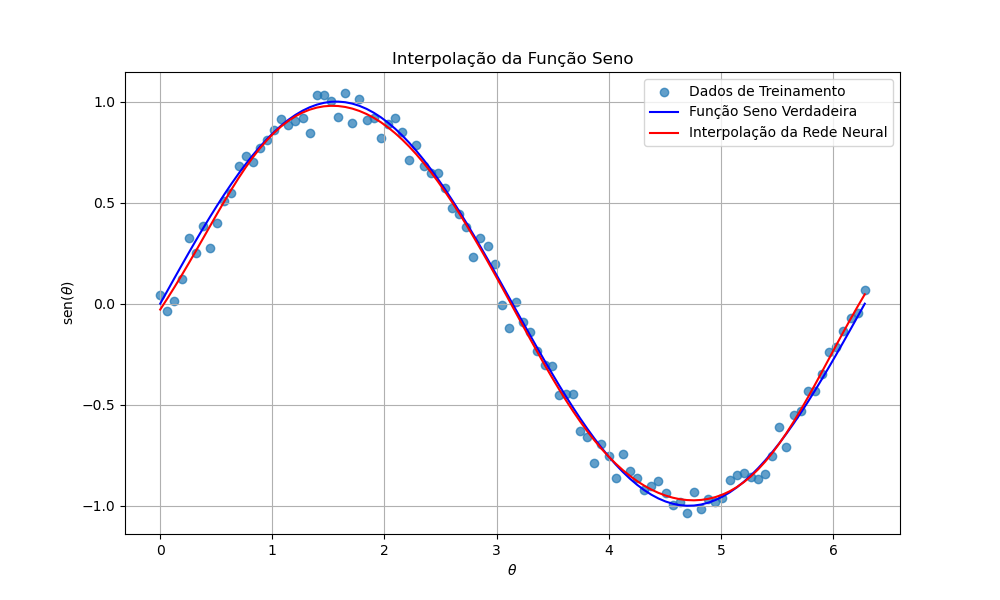 Interpolação da Função Seno
Dados de Treinamento
Função Seno Verdadeira
Interpolação da Rede Neural
1.0
0.5
0.0
−0.5
−1.0
sen(θ)
0 1 2 3 4 5 6
θ